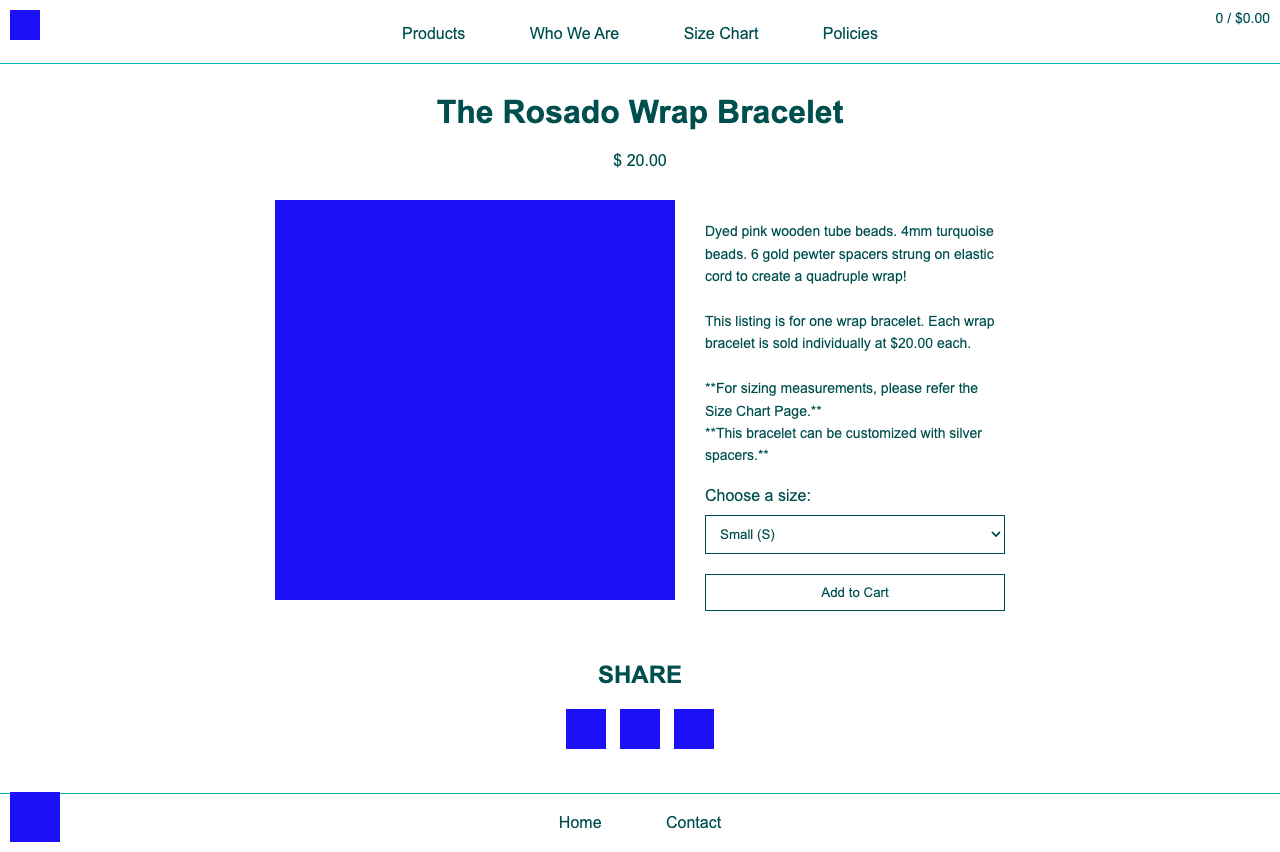 Products Who We Are Size Chart Policies
0 / $0.00
The Rosado Wrap Bracelet
$ 20.00
Dyed pink wooden tube beads. 4mm turquoise
beads. 6 gold pewter spacers strung on elastic
cord to create a quadruple wrap!
This listing is for one wrap bracelet. Each wrap
bracelet is sold individually at $20.00 each.
**For sizing measurements, please refer the
Size Chart Page.**
**This bracelet can be customized with silver
spacers.**
Choose a size:
Small (S)
Add to Cart
SHARE
Home Contact